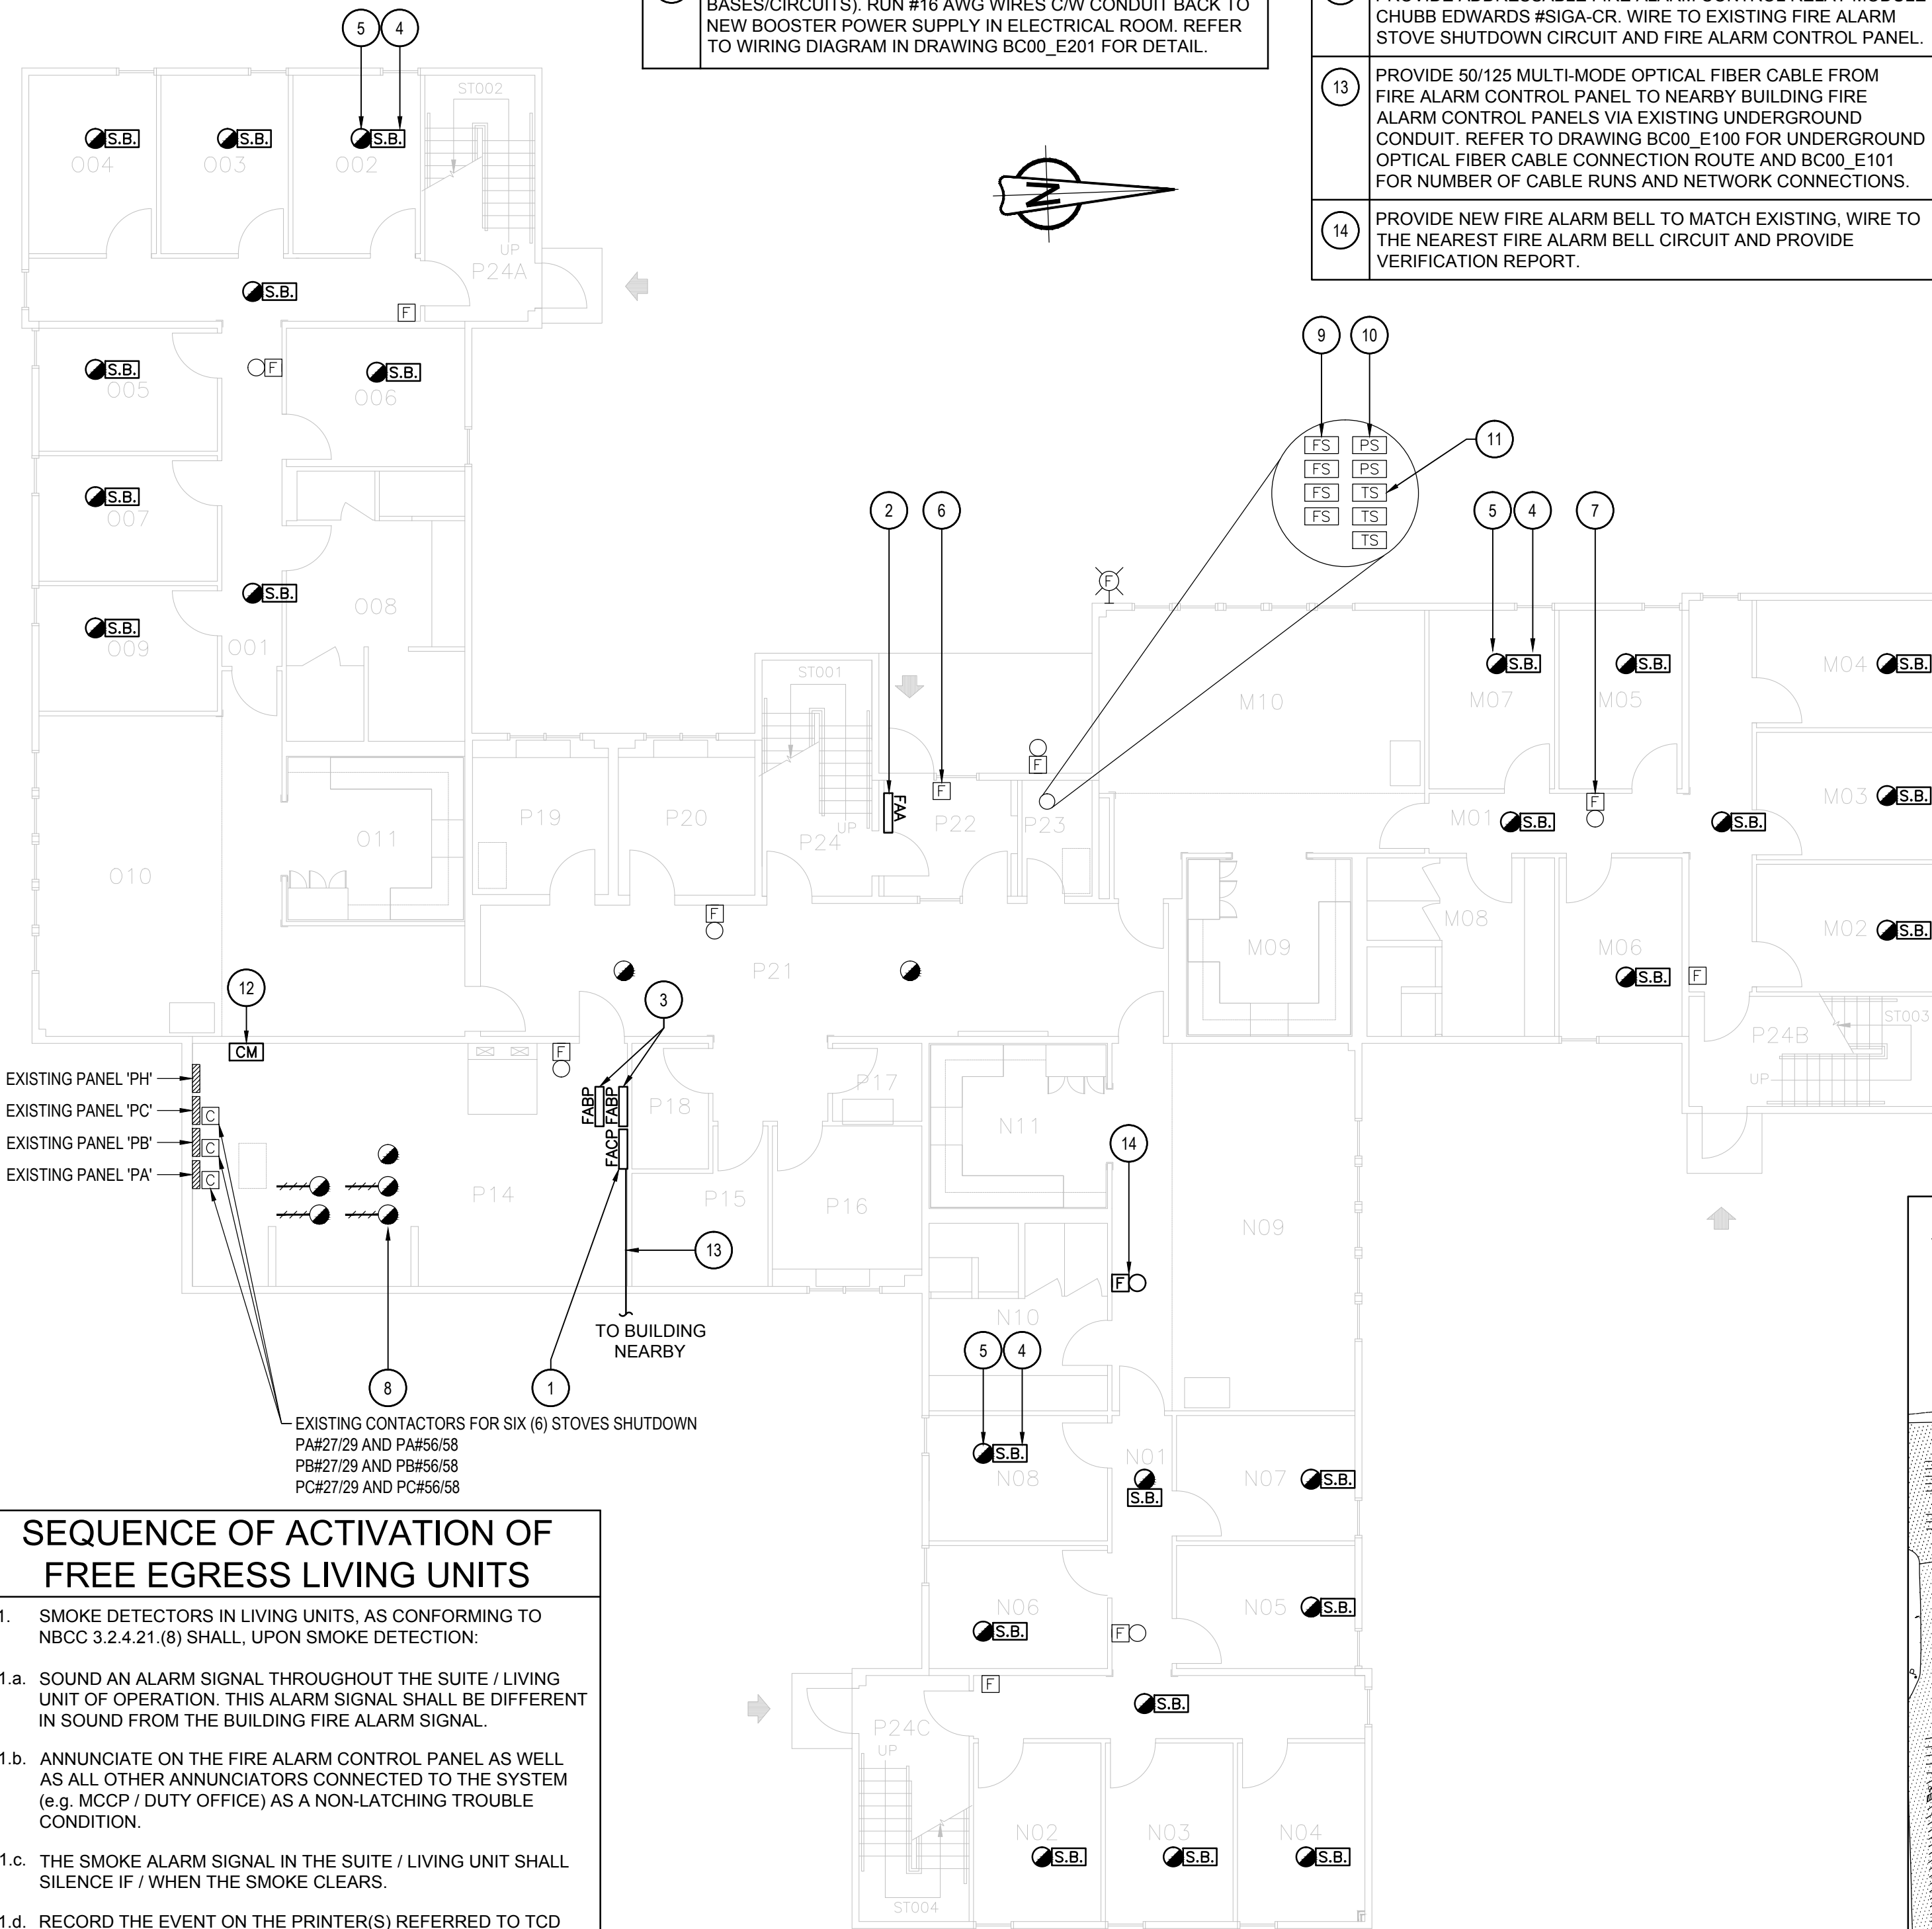 BASES/CIRCUITS). RUN #16 AWG WIRES C/W CONDUIT BACK TO
NEW BOOSTER POWER SUPPLY IN ELECTRICAL ROOM. REFER
TO WIRING DIAGRAM IN DRAWING BC00_E201 FOR DETAIL.
CHUBB EDWARDS #SIGA-CR. WIRE TO EXISTING FIRE ALARM
STOVE SHUTDOWN CIRCUIT AND FIRE ALARM CONTROL PANEL.
13
PROVIDE 50/125 MULTI-MODE OPTICAL FIBER CABLE FROM
FIRE ALARM CONTROL PANEL TO NEARBY BUILDING FIRE
ALARM CONTROL PANELS VIA EXISTING UNDERGROUND
CONDUIT. REFER TO DRAWING BC00_E100 FOR UNDERGROUND
OPTICAL FIBER CABLE CONNECTION ROUTE AND BC00_E101
FOR NUMBER OF CABLE RUNS AND NETWORK CONNECTIONS.
14
PROVIDE NEW FIRE ALARM BELL TO MATCH EXISTING, WIRE TO
THE NEAREST FIRE ALARM BELL CIRCUIT AND PROVIDE
VERIFICATION REPORT.
5 4
ST002
S.B. S.B. S.B.
O04 O03 O02
N
UP
P24A
S.B.
F
9 10
F
S.B. S.B.
O05 O06
11
FS PS
FS PS
FS TS
FS TS
TS
S.B.
O07
2 6 5 4 7
F
S.B.
O08
S.B.
O09 O01
ST001
M10
S.B. S.B. M04 S.B.
M07 M05
F
F
FAA
P19 P20 P24 UP P22 P23
F
M01 S.B. S.B. M03 S.B.
O11
O10
F
P21
M09 M08 M06 M02 S.B.
S.B. F
12 3
CM
F
P24B ST003
UP
EXISTING PANEL 'PH'
EXISTING PANEL 'PC'
EXISTING PANEL 'PB'
EXISTING PANEL 'PA'
C
C
C
FABP FABP
FACP
P18 P17
N11
14
P14 P15 P16
N09
13
F
N10
TO BUILDING
NEARBY
5 4
8 1
EXISTING CONTACTORS FOR SIX (6) STOVES SHUTDOWN
PA#27/29 AND PA#56/58
PB#27/29 AND PB#56/58
PC#27/29 AND PC#56/58
S.B. N01
N08 S.B. N07 S.B.
N06 N05 S.B.
S.B. F
F
S.B.
P24C
UP
N02 N03 N04
S.B. S.B. S.B.
ST004
SEQUENCE OF ACTIVATION OF
FREE EGRESS LIVING UNITS
1. SMOKE DETECTORS IN LIVING UNITS, AS CONFORMING TO
NBCC 3.2.4.21.(8) SHALL, UPON SMOKE DETECTION:
1.a. SOUND AN ALARM SIGNAL THROUGHOUT THE SUITE / LIVING
UNIT OF OPERATION. THIS ALARM SIGNAL SHALL BE DIFFERENT
IN SOUND FROM THE BUILDING FIRE ALARM SIGNAL.
1.b. ANNUNCIATE ON THE FIRE ALARM CONTROL PANEL AS WELL
AS ALL OTHER ANNUNCIATORS CONNECTED TO THE SYSTEM
(e.g. MCCP / DUTY OFFICE) AS A NON-LATCHING TROUBLE
CONDITION.
1.c. THE SMOKE ALARM SIGNAL IN THE SUITE / LIVING UNIT SHALL
SILENCE IF / WHEN THE SMOKE CLEARS.
1.d. RECORD THE EVENT ON THE PRINTER(S) REFERRED TO TCD